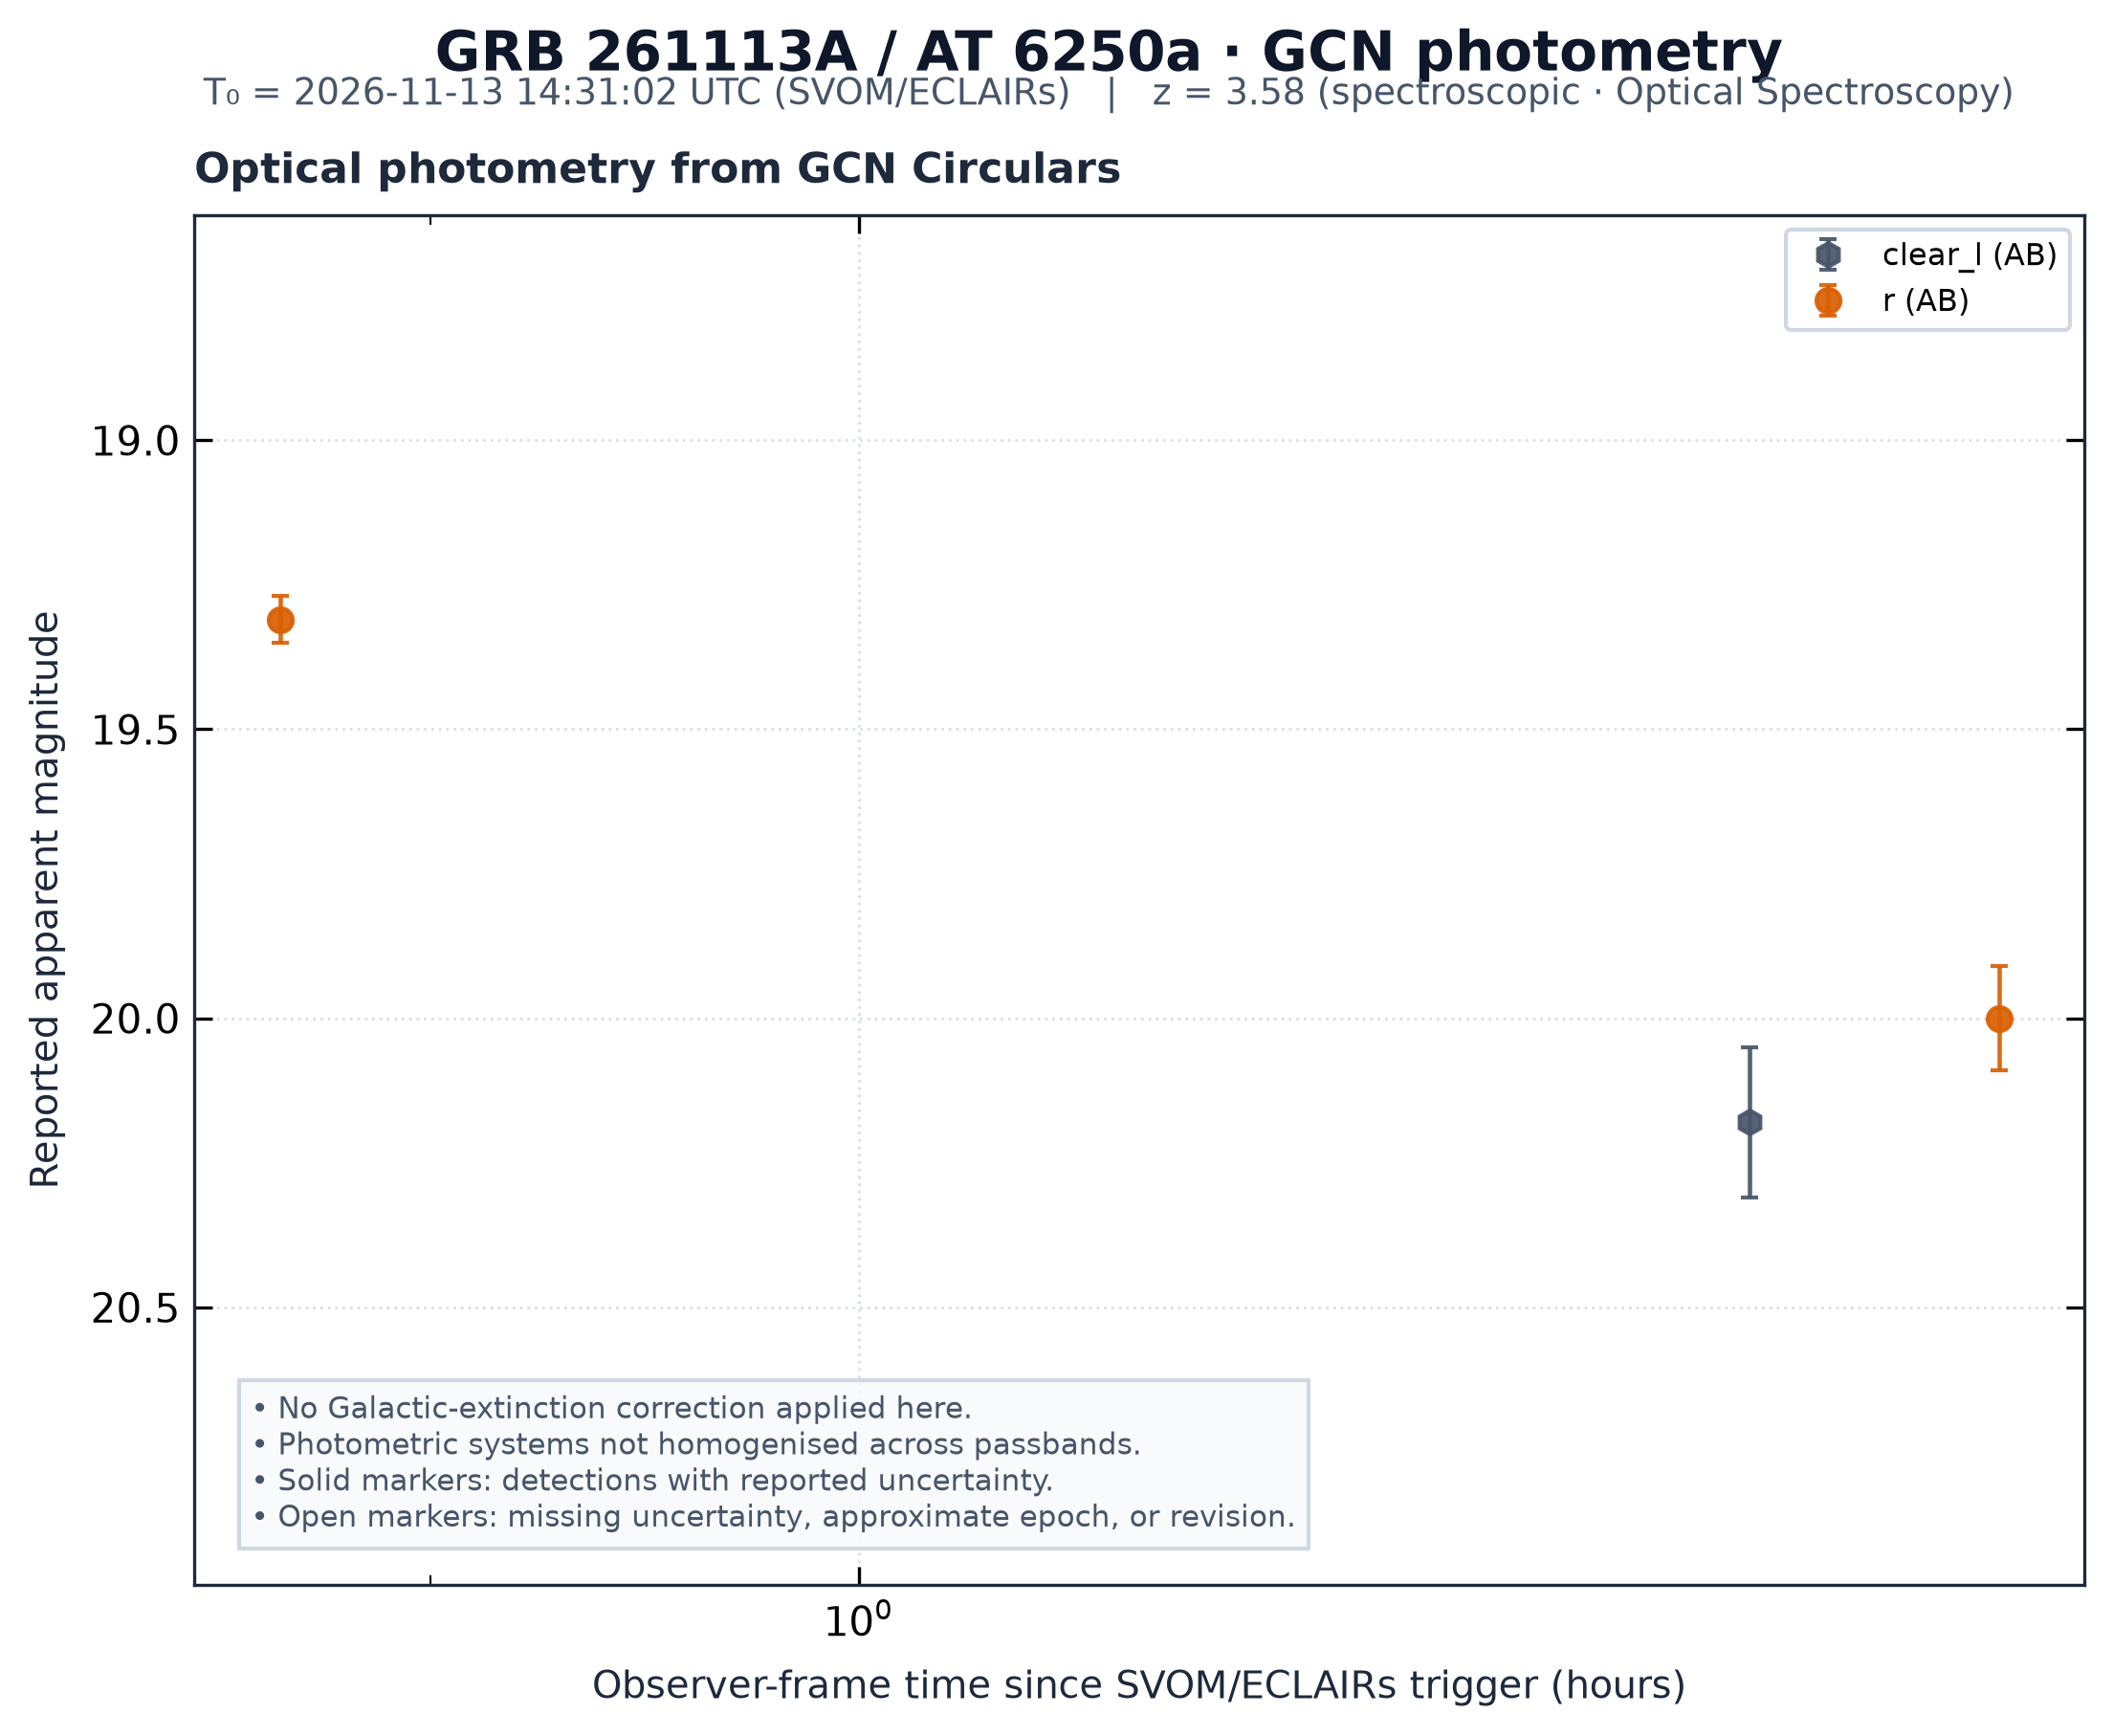 GRB 261113A / AT 6250a · GCN photometry
T₀ = 2026-11-13 14:31:02 UTC (SVOM/ECLAIRs) | z = 3.58 (spectroscopic · Optical Spectroscopy)
Optical photometry from GCN Circulars
clear_l (AB)
r (AB)
19.0
19.5
20.0
20.5
Reported apparent magnitude
• No Galactic-extinction correction applied here.
• Photometric systems not homogenised across passbands.
• Solid markers: detections with reported uncertainty.
• Open markers: missing uncertainty, approximate epoch, or revision.
10⁰
Observer-frame time since SVOM/ECLAIRs trigger (hours)